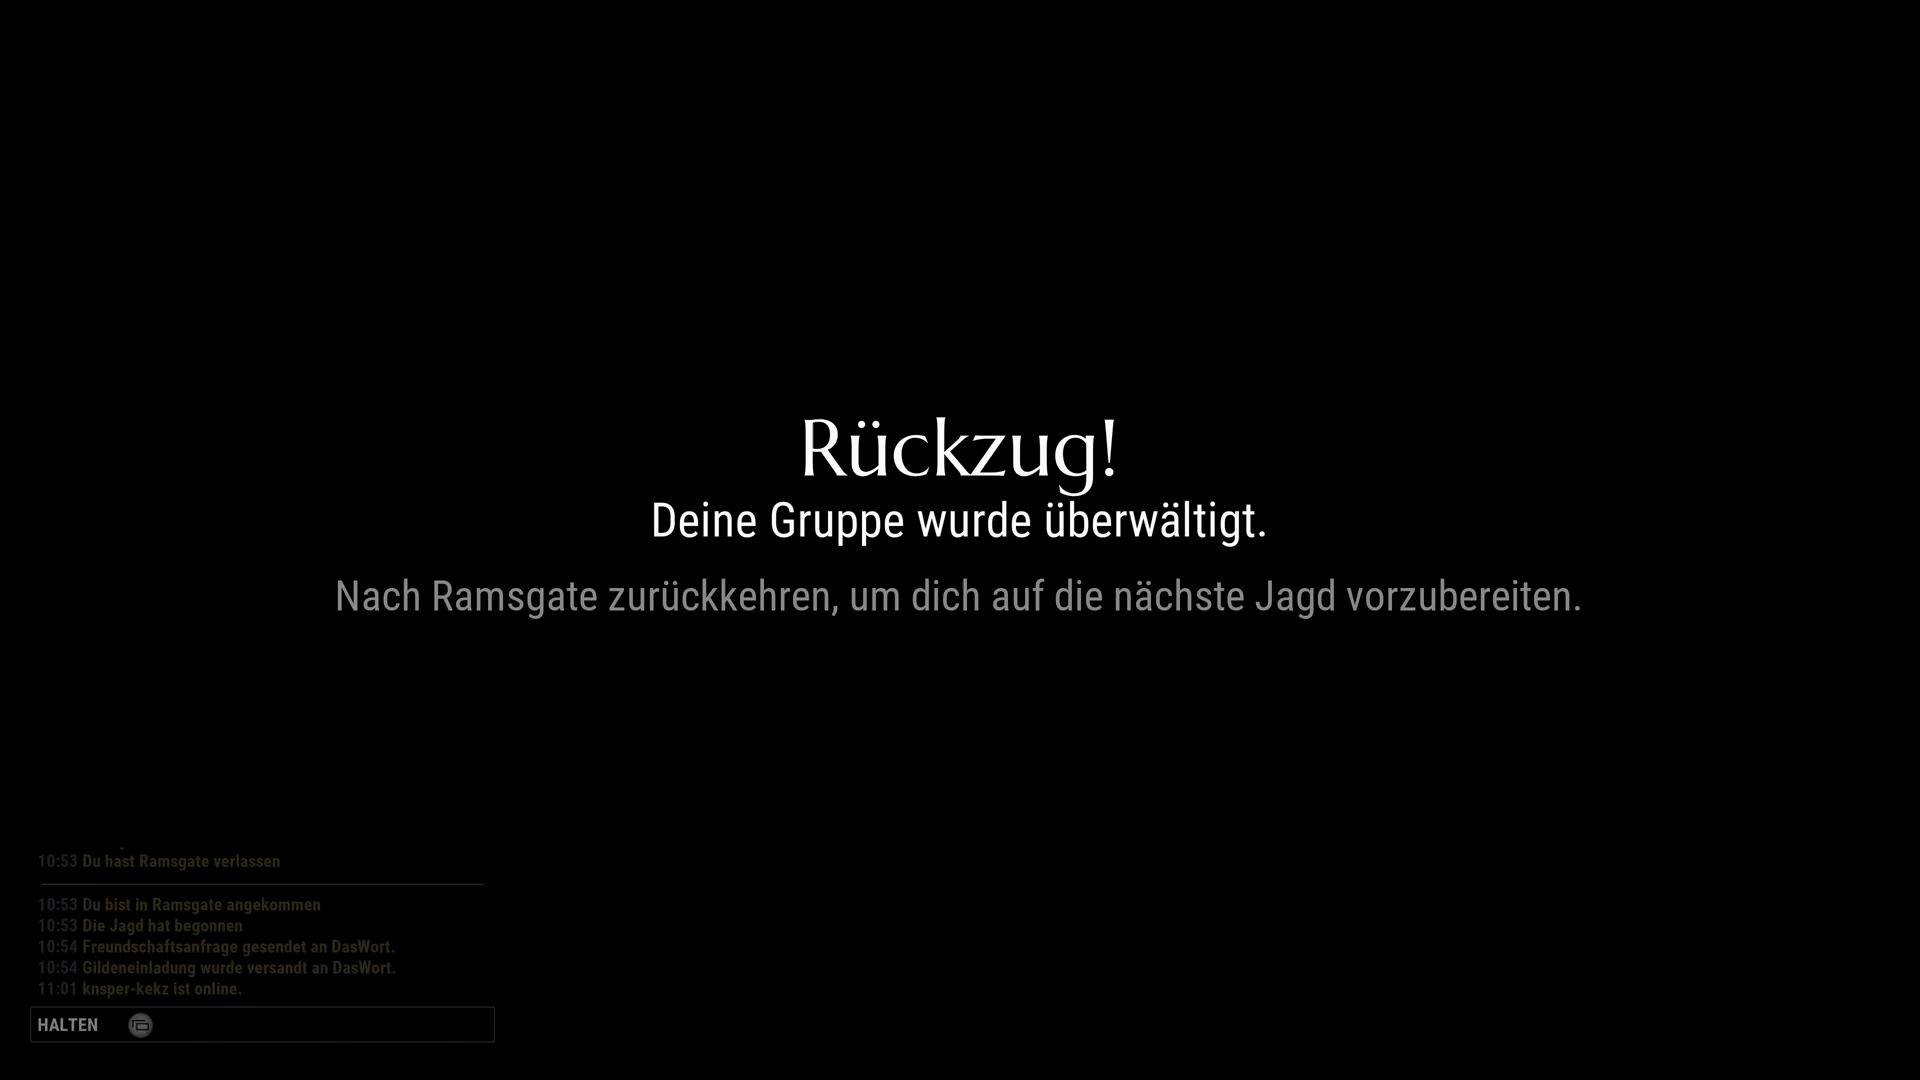 Rückzug!
Deine Gruppe wurde überwältigt.
Nach Ramsgate zurückkehren, um dich auf die nächste Jagd vorzubereiten.
10:53 Du hast Ramsgate verlassen
10:53 Du bist in Ramsgate angekommen
10:53 Die Jagd hat begonnen
10:54 Freundschaftsanfrage gesendet an DasWort.
10:54 Gildeneinladung wurde versandt an DasWort.
11:01 knsper-kekz ist online.
HALTEN